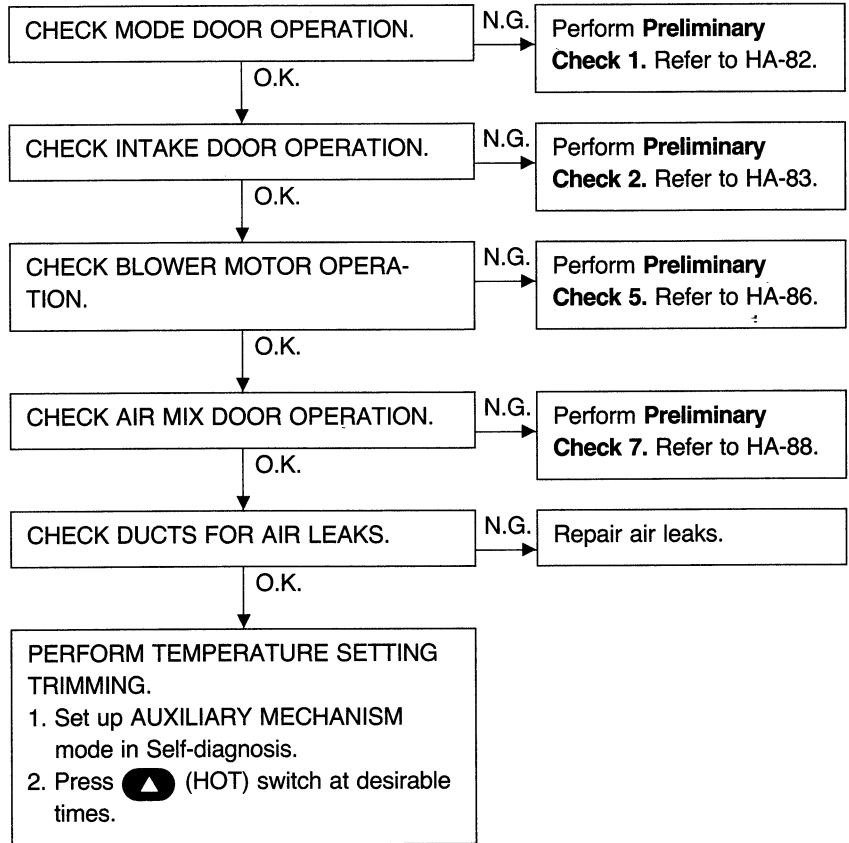 CHECK MODE DOOR OPERATION.
N.G.
Perform Preliminary
Check 1. Refer to HA-82.
O.K.
CHECK INTAKE DOOR OPERATION.
N.G.
Perform Preliminary
Check 2. Refer to HA-83.
O.K.
CHECK BLOWER MOTOR OPERA-
TION.
N.G.
Perform Preliminary
Check 5. Refer to HA-86.
O.K.
CHECK AIR MIX DOOR OPERATION.
N.G.
Perform Preliminary
Check 7. Refer to HA-88.
O.K.
CHECK DUCTS FOR AIR LEAKS.
N.G.
Repair air leaks.
O.K.
PERFORM TEMPERATURE SETTING
TRIMMING.
1. Set up AUXILIARY MECHANISM
mode in Self-diagnosis.
2. Press (HOT) switch at desirable
times.